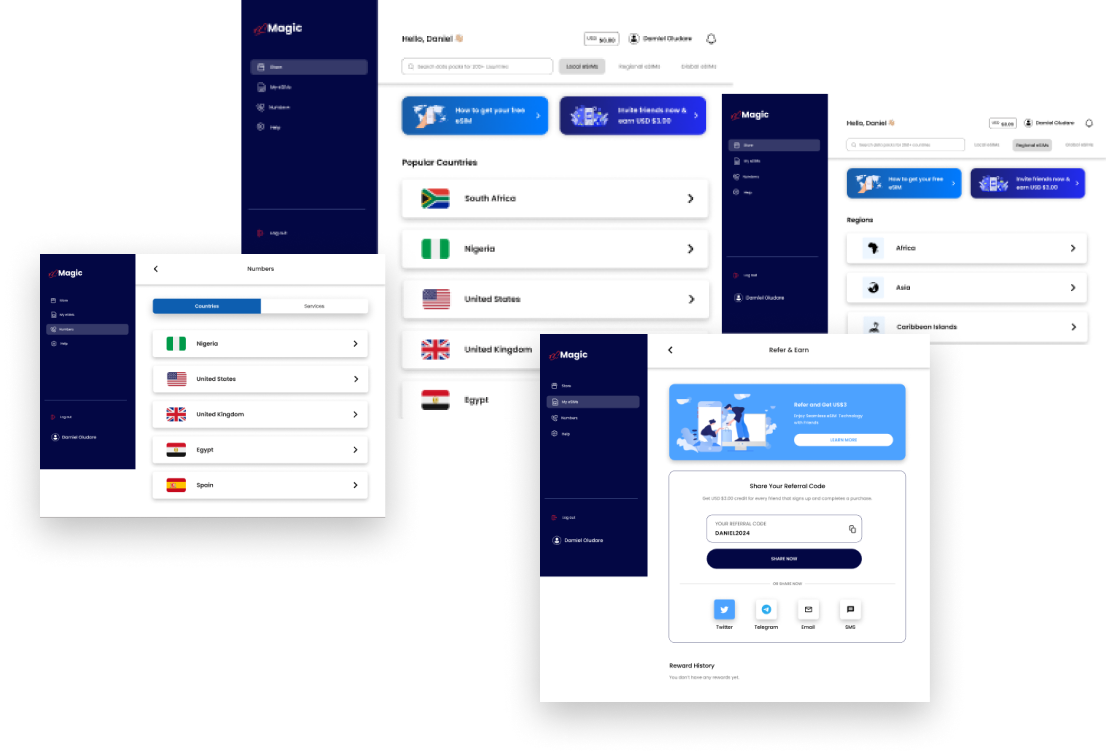 Magic
Store
My eSIMs
Numbers
Help
Log out
Hello, Daniel 👋🏼
US$ $0.00
Damiel Oludare
Search data packs for 200+ countries
Local eSIMs
Regional eSIMs
Global eSIMs
How to get your free
eSIM
Invite friends now &
earn USD $3.00
Popular Countries
South Africa
Nigeria
United States
United Kingdom
Egypt
Magic
Store
My eSIMs
Numbers
Help
Log out
Damiel Oludare
Hello, Daniel 👋🏼
US$ $0.00
Damiel Oludare
Search data packs for 200+ countries
Local eSIMs
Regional eSIMs
Global eSIMs
How to get your free
eSIM
Invite friends now &
earn USD $3.00
Regions
Africa
Asia
Caribbean Islands
Magic
Store
My eSIMs
Numbers
Help
Log out
Damiel Oludare
Numbers
Countries
Services
Nigeria
United States
United Kingdom
Egypt
Spain
Magic
Store
My eSIMs
Numbers
Help
Log out
Damiel Oludare
Refer & Earn
Refer and Get US$3
Enjoy Seamless eSIM Technology
with Friends
LEARN MORE
Share Your Referral Code
Get USD $3.00 credit for every friend that signs up and completes a purchase.
YOUR REFERRAL CODE
DANIEL2024
SHARE NOW
OR SHARE NOW
Twitter
Telegram
Email
SMS
Reward History
You don't have any rewards yet.